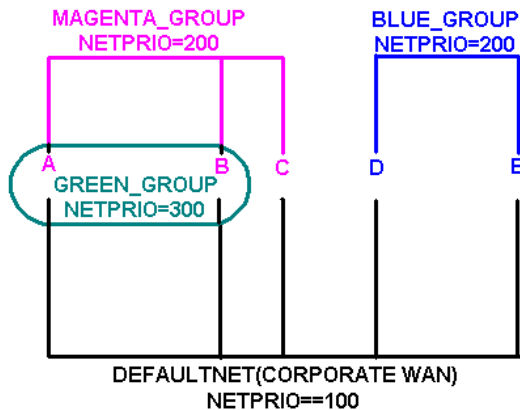 MAGENTA_GROUP
NETPRIO=200
BLUE_GROUP
NETPRIO=200
A
B
C
D
E
GREEN_GROUP
NETPRIO=300
DEFAULTNET(CORPORATE WAN)
NETPRIO==100